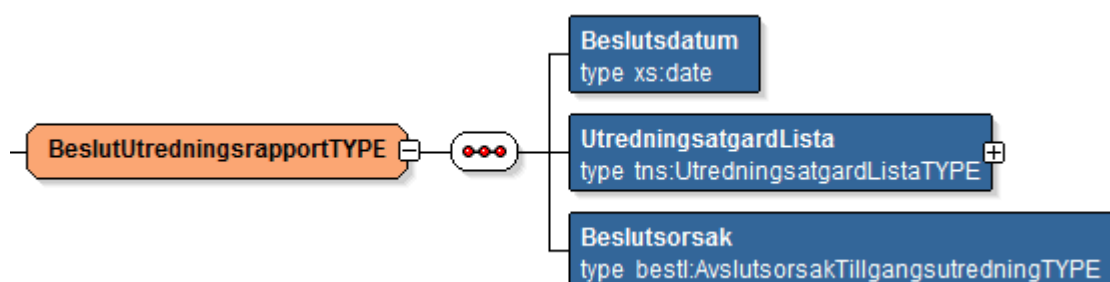 Beslutsdatum
type xs:date
BeslutUtredningsrapportTYPE
UtredningsatgardLista
type tns:UtredningsatgardListaTYPE
Beslutsorsak
type bestl:AvslutsorsakTillgangsutredningTYPE